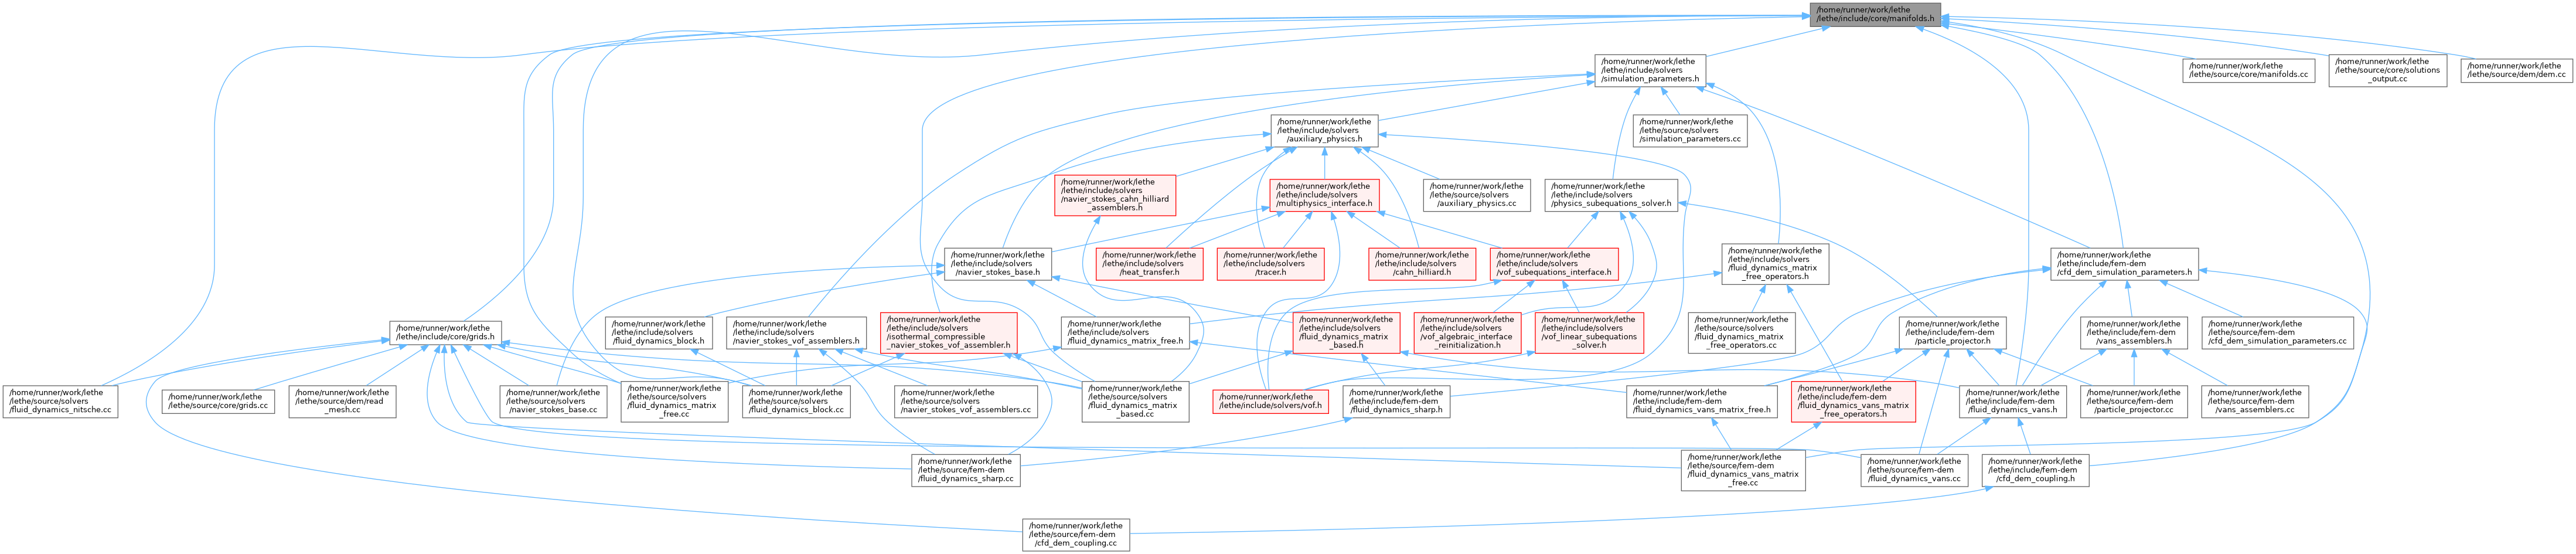 /home/runner/work/lethe
/lethe/include/core/manifolds.h
/home/runner/work/lethe
/lethe/include/solvers
/simulation_parameters.h
/home/runner/work/lethe
/lethe/source/core/manifolds.cc
/home/runner/work/lethe
/lethe/source/core/solutions
_output.cc
/home/runner/work/lethe
/lethe/source/dem/dem.cc
/home/runner/work/lethe
/lethe/include/solvers
/auxiliary_physics.h
/home/runner/work/lethe
/lethe/source/solvers
/simulation_parameters.cc
/home/runner/work/lethe
/lethe/include/solvers
/navier_stokes_cahn_hilliard
_assemblers.h
/home/runner/work/lethe
/lethe/include/solvers
/multiphysics_interface.h
/home/runner/work/lethe
/lethe/source/solvers
/auxiliary_physics.cc
/home/runner/work/lethe
/lethe/include/solvers
/physics_subequations_solver.h
/home/runner/work/lethe
/lethe/include/solvers
/navier_stokes_base.h
/home/runner/work/lethe
/lethe/include/solvers
/heat_transfer.h
/home/runner/work/lethe
/lethe/include/solvers
/tracer.h
/home/runner/work/lethe
/lethe/include/solvers
/cahn_hilliard.h
/home/runner/work/lethe
/lethe/include/solvers
/vof_subequations_interface.h
/home/runner/work/lethe
/lethe/include/solvers
/fluid_dynamics_matrix
_free_operators.h
/home/runner/work/lethe
/lethe/include/fem-dem
/cfd_dem_simulation_parameters.h
/home/runner/work/lethe
/lethe/include/core/grids.h
/home/runner/work/lethe
/lethe/include/solvers
/fluid_dynamics_block.h
/home/runner/work/lethe
/lethe/include/solvers
/navier_stokes_vof_assemblers.h
/home/runner/work/lethe
/lethe/include/solvers
/isothermal_compressible
_navier_stokes_vof_assembler.h
/home/runner/work/lethe
/lethe/include/solvers
/fluid_dynamics_matrix_free.h
/home/runner/work/lethe
/lethe/include/solvers
/fluid_dynamics_matrix
_based.h
/home/runner/work/lethe
/lethe/include/solvers
/vof_algebraic_interface
_reinitialization.h
/home/runner/work/lethe
/lethe/include/solvers
/vof_linear_subequations
_solver.h
/home/runner/work/lethe
/lethe/source/solvers
/fluid_dynamics_matrix
_free_operators.cc
/home/runner/work/lethe
/lethe/include/fem-dem
/particle_projector.h
/home/runner/work/lethe
/lethe/include/fem-dem
/vans_assemblers.h
/home/runner/work/lethe
/lethe/source/fem-dem
/cfd_dem_simulation_parameters.cc
/home/runner/work/lethe
/lethe/source/solvers
/fluid_dynamics_nitsche.cc
/home/runner/work/lethe
/lethe/source/core/grids.cc
/home/runner/work/lethe
/lethe/source/dem/read
_mesh.cc
/home/runner/work/lethe
/lethe/source/solvers
/navier_stokes_base.cc
/home/runner/work/lethe
/lethe/source/solvers
/fluid_dynamics_matrix
_free.cc
/home/runner/work/lethe
/lethe/source/solvers
/fluid_dynamics_block.cc
/home/runner/work/lethe
/lethe/source/solvers
/navier_stokes_vof_assemblers.cc
/home/runner/work/lethe
/lethe/source/solvers
/fluid_dynamics_matrix
_based.cc
/home/runner/work/lethe
/lethe/include/solvers/vof.h
/home/runner/work/lethe
/lethe/include/fem-dem
/fluid_dynamics_sharp.h
/home/runner/work/lethe
/lethe/include/fem-dem
/fluid_dynamics_vans_matrix_free.h
/home/runner/work/lethe
/lethe/include/fem-dem
/fluid_dynamics_vans_matrix
_free_operators.h
/home/runner/work/lethe
/lethe/include/fem-dem
/fluid_dynamics_vans.h
/home/runner/work/lethe
/lethe/source/fem-dem
/particle_projector.cc
/home/runner/work/lethe
/lethe/source/fem-dem
/vans_assemblers.cc
/home/runner/work/lethe
/lethe/source/fem-dem
/fluid_dynamics_sharp.cc
/home/runner/work/lethe
/lethe/source/fem-dem
/fluid_dynamics_vans_matrix
_free.cc
/home/runner/work/lethe
/lethe/source/fem-dem
/fluid_dynamics_vans.cc
/home/runner/work/lethe
/lethe/include/fem-dem
/cfd_dem_coupling.h
/home/runner/work/lethe
/lethe/source/fem-dem
/cfd_dem_coupling.cc